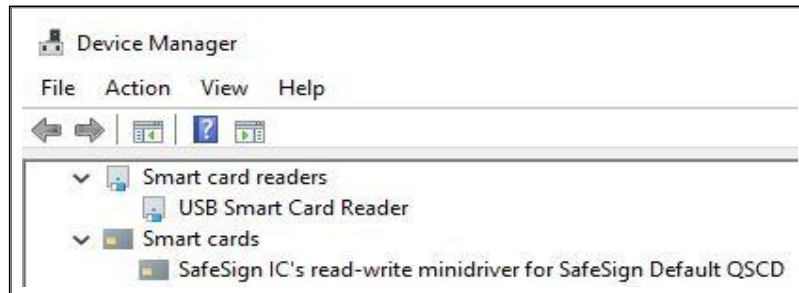 Device Manager
File Action View Help
Smart card readers
USB Smart Card Reader
Smart cards
SafeSign IC's read-write minidriver for SafeSign Default QSCD